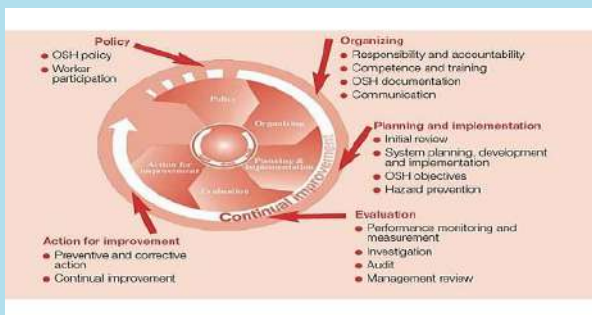 Policy
OSH policy
Worker
participation
Organizing
Responsibility and accountability
Competence and training
OSH documentation
Communication
Planning and implementation
Initial review
System planning, development
and implementation
OSH objectives
Hazard prevention
Evaluation
Performance monitoring and
measurement
Investigation
Audit
Management review
Action for improvement
Preventive and corrective
action
Continual improvement
Policy
Organizing
Planning &
implementation
Evaluation
Action for
improvement
Continual improvement